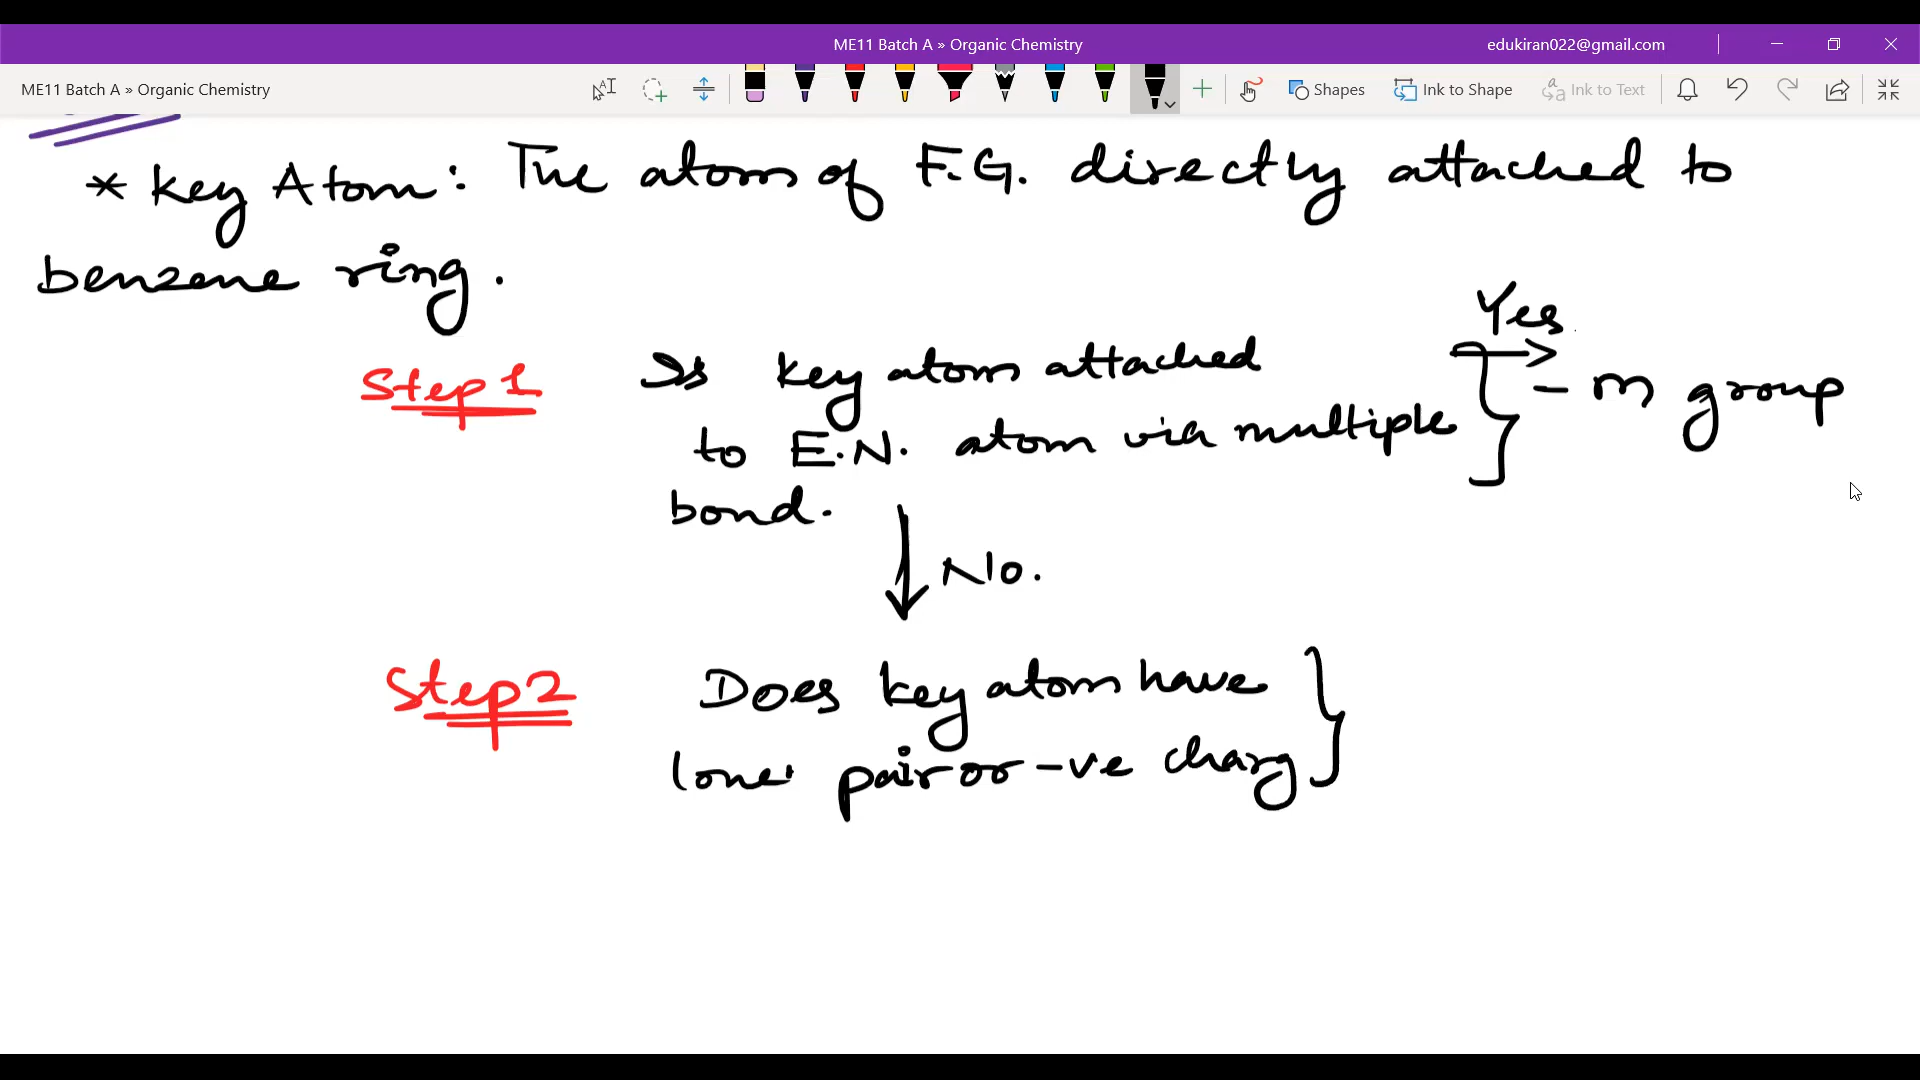 ME11 Batch A » Organic Chemistry
edukiran022@gmail.com
ME11 Batch A » Organic Chemistry
Shapes
Ink to Shape
Ink to Text
* Key Atom: The atom of F.G. directly attached to
benzene ring.
Step 1
Is key atom attached
to E.N. atom via multiple
bond.
Yes
- m group
No.
Step 2
Does key atom have
lone pair or -ve charg